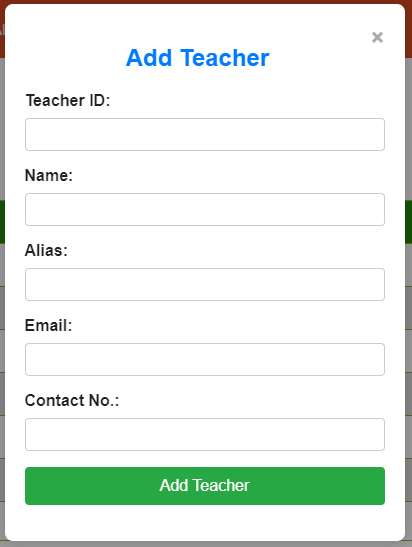 ×
Add Teacher
Teacher ID:
Name:
Alias:
Email:
Contact No.:
Add Teacher